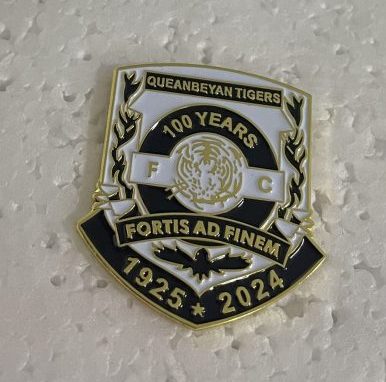 QUEANBEYAN TIGERS
100 YEARS
F C
FORTIS AD FINEM
1925 ★ 2024